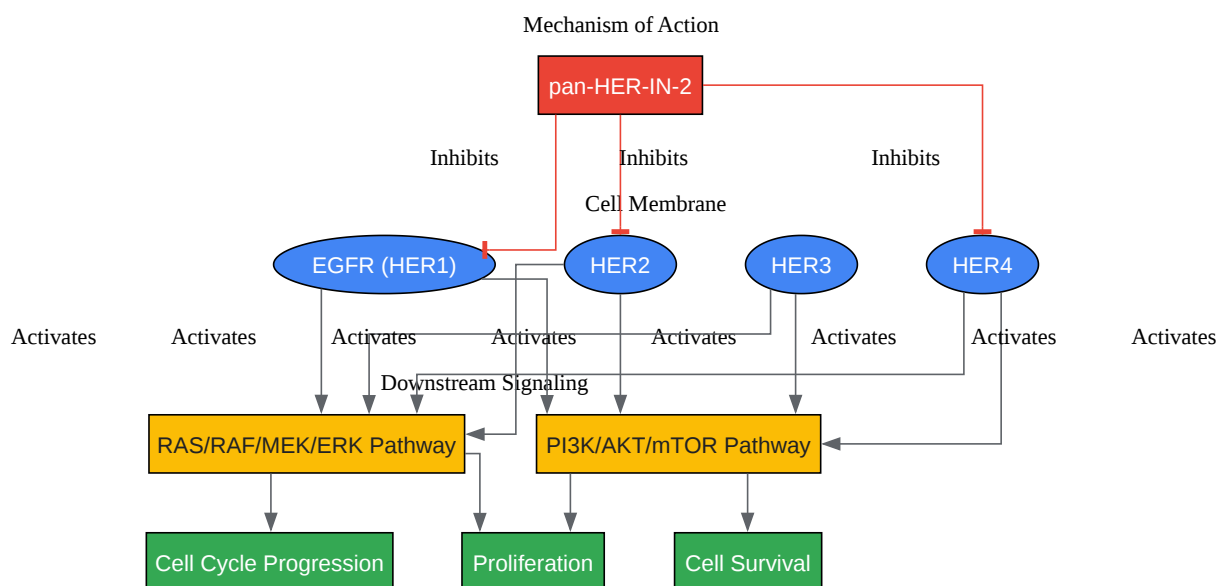 Mechanism of Action
pan-HER-IN-2
Inhibits
Inhibits
Inhibits
Cell Membrane
EGFR (HER1)
HER2
HER3
HER4
Activates
Activates
Activates
Activates
Activates
Activates
Activates
Activates
Downstream Signaling
RAS/RAF/MEK/ERK Pathway
PI3K/AKT/mTOR Pathway
Cell Cycle Progression
Proliferation
Cell Survival